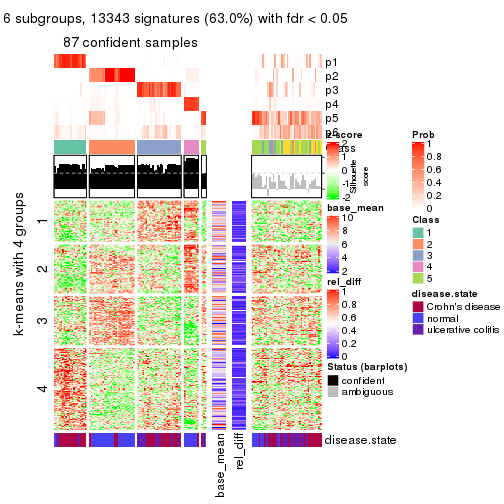 6 subgroups, 13343 signatures (63.0%) with fdr < 0.05
87 confident samples
p1
p2
p3
p4
p5
p6
z-score
2
1
0
-1
-2
Class
Silhouette
score
k-means with 4 groups
1
2
3
4
base_mean
10
8
6
4
2
rel_diff
1
0.8
0.6
0.4
0.2
0
Status (barplots)
confident
ambiguous
Prob
1
0.8
0.6
0.4
0.2
0
Class
1
2
3
4
5
disease.state
Crohn's disease
normal
ulcerative colitis
disease.state
base_mean
rel_diff